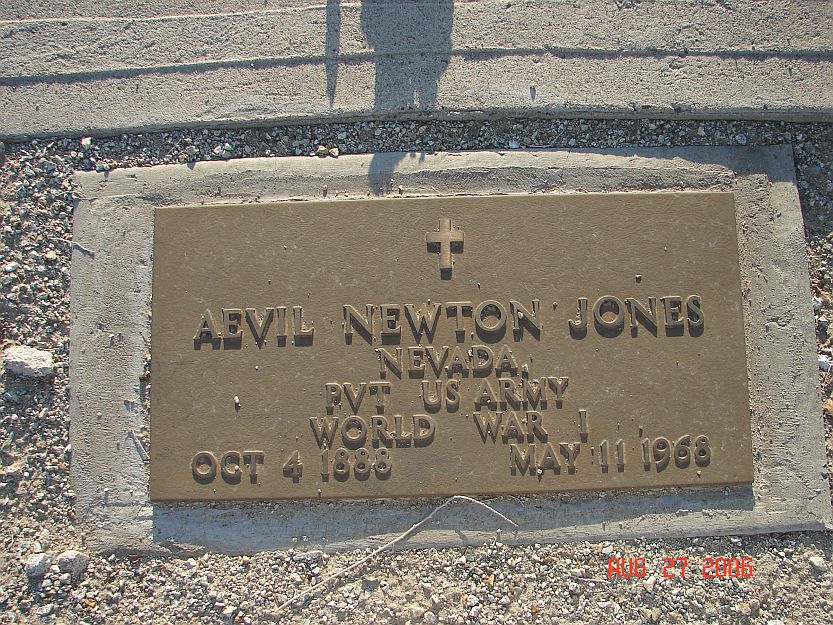 AEVIL NEWTON JONES
NEVADA
PVT US ARMY
WORLD WAR I
OCT 4 1888 MAY 11 1968
AUG 27 2006